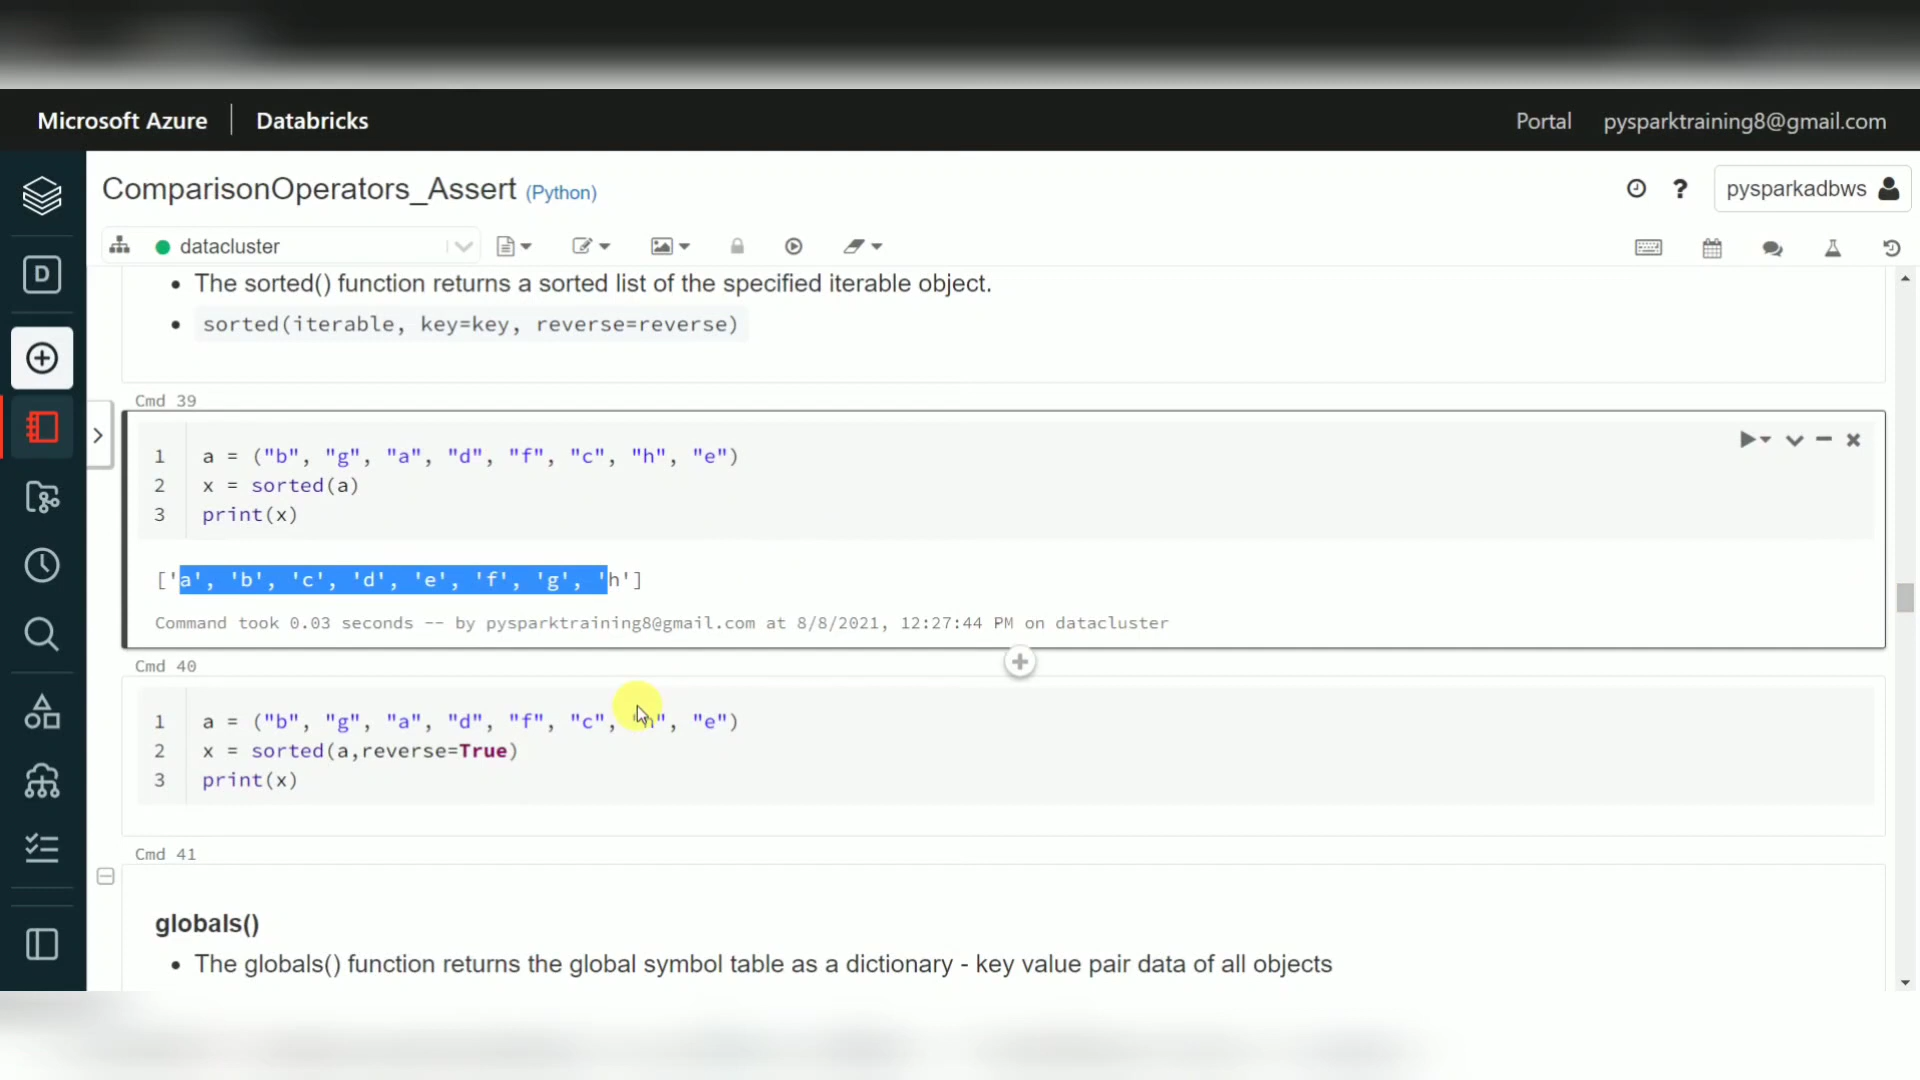 Microsoft Azure Databricks Portal pysparktraining8@gmail.com
ComparisonOperators_Assert (Python) ? pysparkadbws
datacluster
D
• The sorted() function returns a sorted list of the specified iterable object.
• sorted(iterable, key=key, reverse=reverse)
Cmd 39
1 a = ("b", "g", "a", "d", "f", "c", "h", "e")
2 x = sorted(a)
3 print(x)
['a', 'b', 'c', 'd', 'e', 'f', 'g', 'h']
Command took 0.03 seconds -- by pysparktraining8@gmail.com at 8/8/2021, 12:27:44 PM on datacluster
Cmd 40
1 a = ("b", "g", "a", "d", "f", "c", "h", "e")
2 x = sorted(a,reverse=True)
3 print(x)
Cmd 41
globals()
• The globals() function returns the global symbol table as a dictionary - key value pair data of all objects